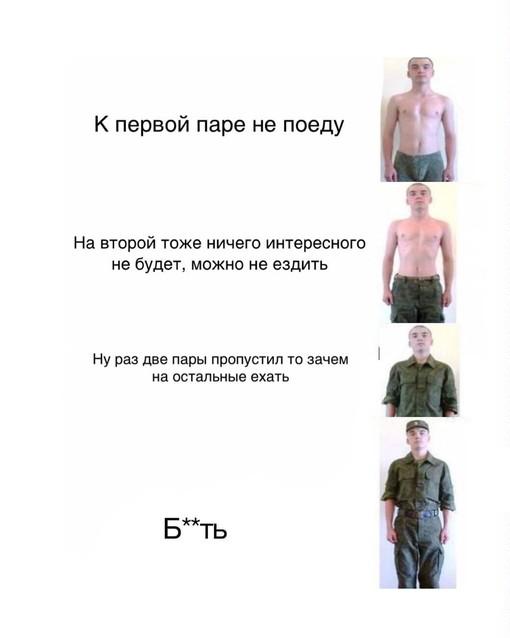 К первой паре не поеду
На второй тоже ничего интересного
не будет, можно не ездить
Ну раз две пары пропустил то зачем
на остальные ехать
Б**ть